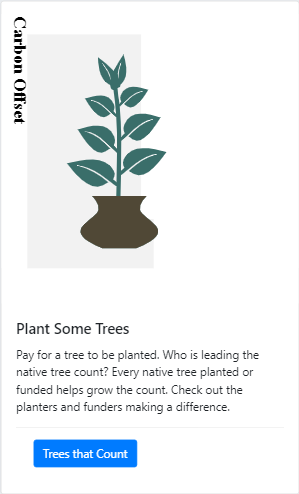 Carbon Offset
Plant Some Trees
Pay for a tree to be planted. Who is leading the
native tree count? Every native tree planted or
funded helps grow the count. Check out the
planters and funders making a difference.
Trees that Count